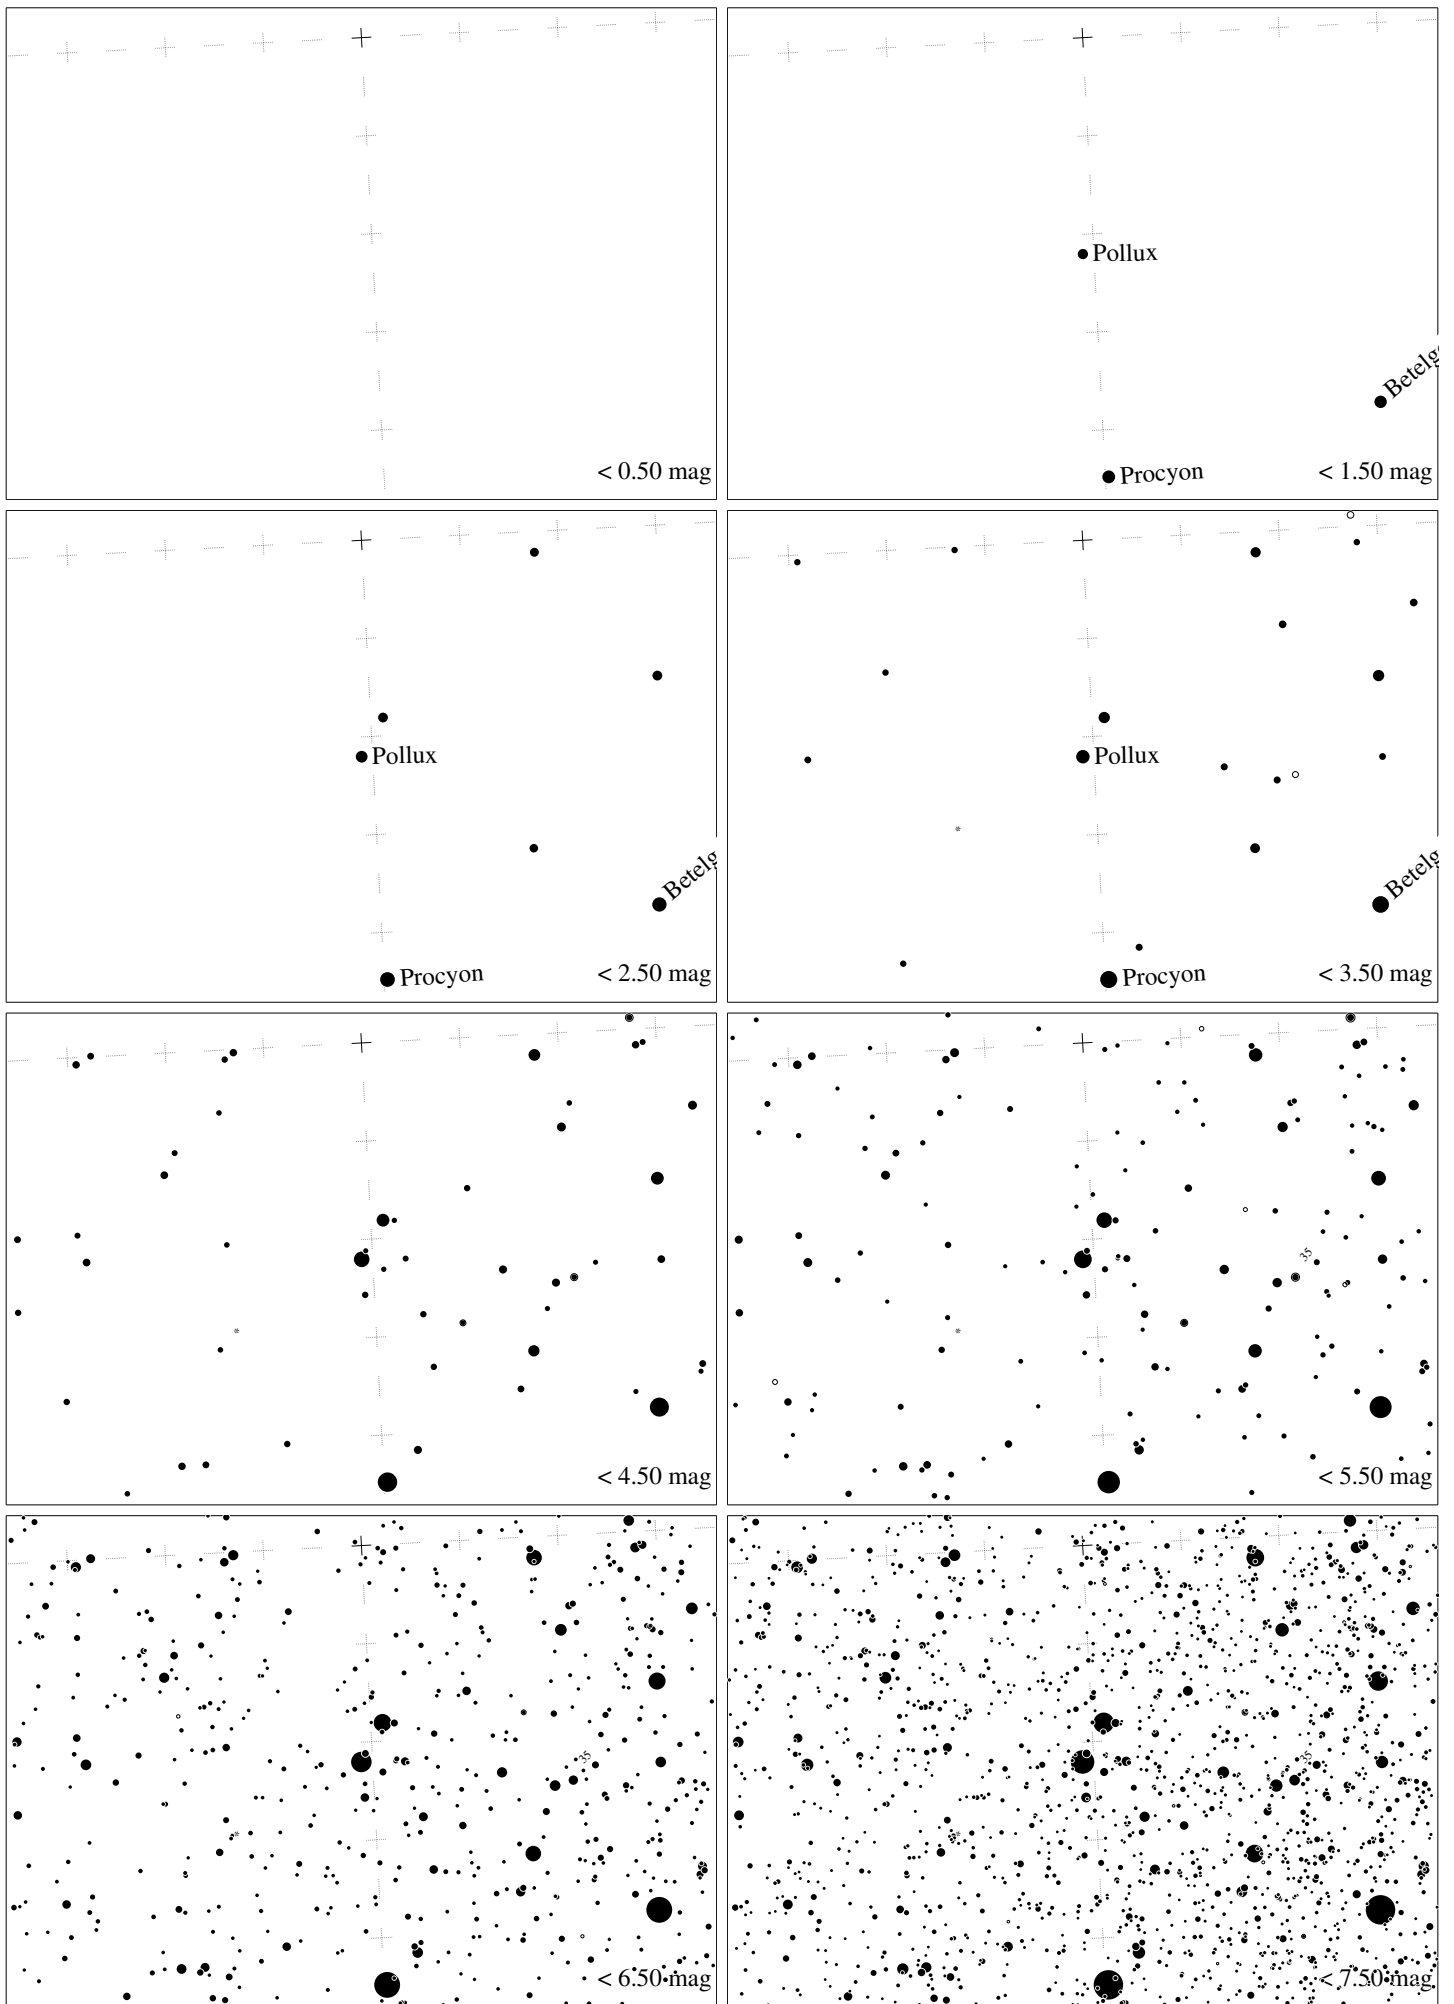 Pollux
Betelg
Procyon
< 0.50 mag
< 1.50 mag
Pollux
Betelg
Procyon
< 2.50 mag
Pollux
Betelg
Procyon
< 3.50 mag
35
< 4.50 mag
< 5.50 mag
35
35
< 6.50 mag
< 7.50 mag